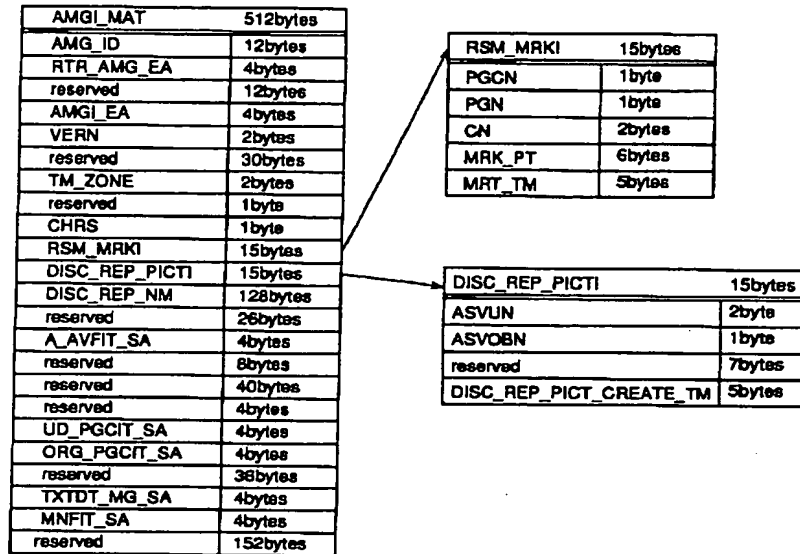 AMGI_MAT 512bytes
AMG_ID 12bytes
RTR_AMG_EA 4bytes
reserved 12bytes
AMGI_EA 4bytes
VERN 2bytes
reserved 30bytes
TM_ZONE 2bytes
reserved 1byte
CHRS 1byte
RSM_MRKI 15bytes
DISC_REP_PICTI 15bytes
DISC_REP_NM 128bytes
reserved 26bytes
A_AVFIT_SA 4bytes
reserved 8bytes
reserved 40bytes
reserved 4bytes
UD_PGCIT_SA 4bytes
ORG_PGCIT_SA 4bytes
reserved 36bytes
TXTDT_MG_SA 4bytes
MNFIT_SA 4bytes
reserved 152bytes
RSM_MRKI 15bytes
PGCN 1byte
PGN 1byte
CN 2bytes
MRK_PT 6bytes
MRT_TM 5bytes
DISC_REP_PICTI 15bytes
ASVUN 2byte
ASVOBN 1byte
reserved 7bytes
DISC_REP_PICT_CREATE_TM 5bytes